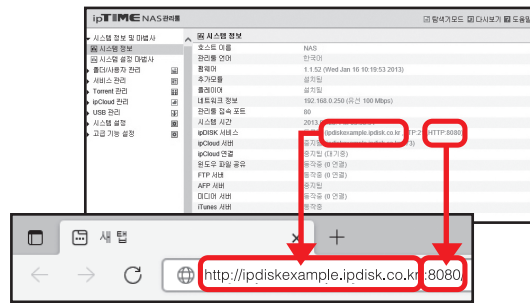 ipTIME NAS관리툴
탐색기모드 다시보기 도움말
시스템 정보 및 마법사
시스템 정보
시스템 설정 마법사
폴더/사용자 관리
서비스 관리
Torrent 관리
ipCloud 관리
USB 관리
시스템 설정
고급 기능 설정
시스템 정보
호스트 이름 NAS
관리툴 언어 한국어
펌웨어 1.1.52 (Wed Jan 16 10:19:53 2013)
추가모듈 설치됨
플레이어 설치됨
네트워크 정보 192.168.0.250 (유선 100 Mbps)
관리툴 접속 포트 80
시스템 시간
ipDISK 서비스 (ipdiskexample.ipdisk.co.kr HTTP:8080)
ipCloud 서버
ipCloud 연결 중지됨 (대기중)
윈도우 파일 공유 동작중 (0 연결)
FTP 서버 동작중 (0 연결)
AFP 서버 중지됨
미디어 서버 동작중 (0 연결)
iTunes 서버 동작중
새 탭
http://ipdiskexample.ipdisk.co.kr:8080/